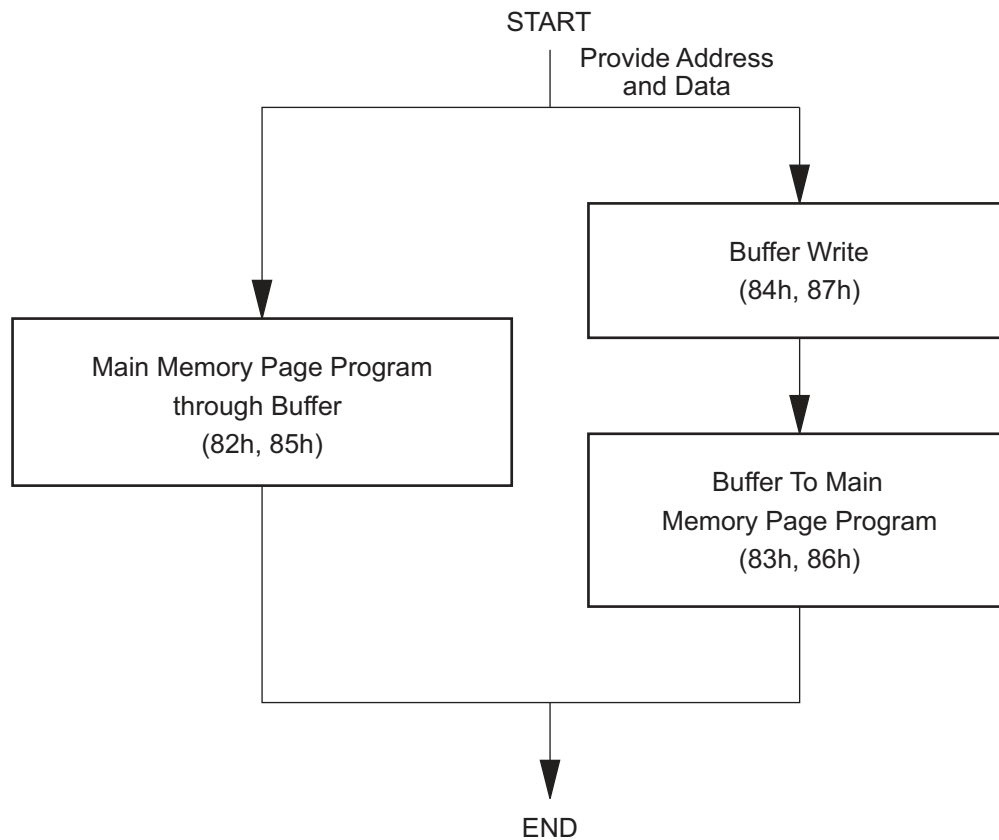 START
Provide Address
and Data
Buffer Write
(84h, 87h)
Main Memory Page Program
through Buffer
(82h, 85h)
Buffer To Main
Memory Page Program
(83h, 86h)
END